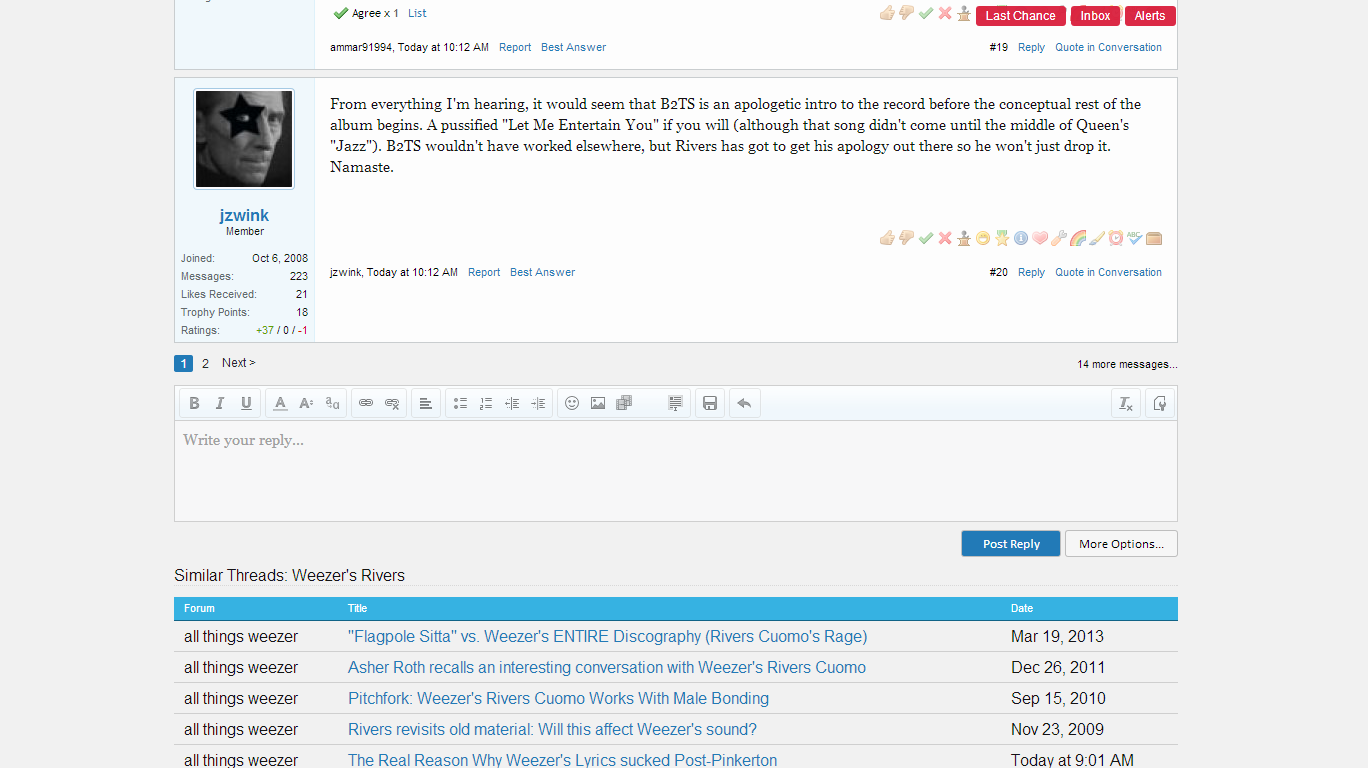 Agree x 1 List
Last Chance Inbox Alerts
ammar91994, Today at 10:12 AM Report Best Answer #19 Reply Quote in Conversation
From everything I'm hearing, it would seem that B2TS is an apologetic intro to the record before the conceptual rest of the
album begins. A pussified "Let Me Entertain You" if you will (although that song didn't come until the middle of Queen's
"Jazz"). B2TS wouldn't have worked elsewhere, but Rivers has got to get his apology out there so he won't just drop it.
Namaste.
jzwink
Member
Joined: Oct 6, 2008
Messages: 223
Likes Received: 21
Trophy Points: 18
Ratings: +37 / 0 / -1
jzwink, Today at 10:12 AM Report Best Answer #20 Reply Quote in Conversation
1 2 Next > 14 more messages...
Write your reply...
Post Reply More Options...
Similar Threads: Weezer's Rivers
Forum Title Date
all things weezer "Flagpole Sitta" vs. Weezer's ENTIRE Discography (Rivers Cuomo's Rage) Mar 19, 2013
all things weezer Asher Roth recalls an interesting conversation with Weezer's Rivers Cuomo Dec 26, 2011
all things weezer Pitchfork: Weezer's Rivers Cuomo Works With Male Bonding Sep 15, 2010
all things weezer Rivers revisits old material: Will this affect Weezer's sound? Nov 23, 2009
all things weezer The Real Reason Why Weezer's Lyrics sucked Post-Pinkerton Today at 9:01 AM